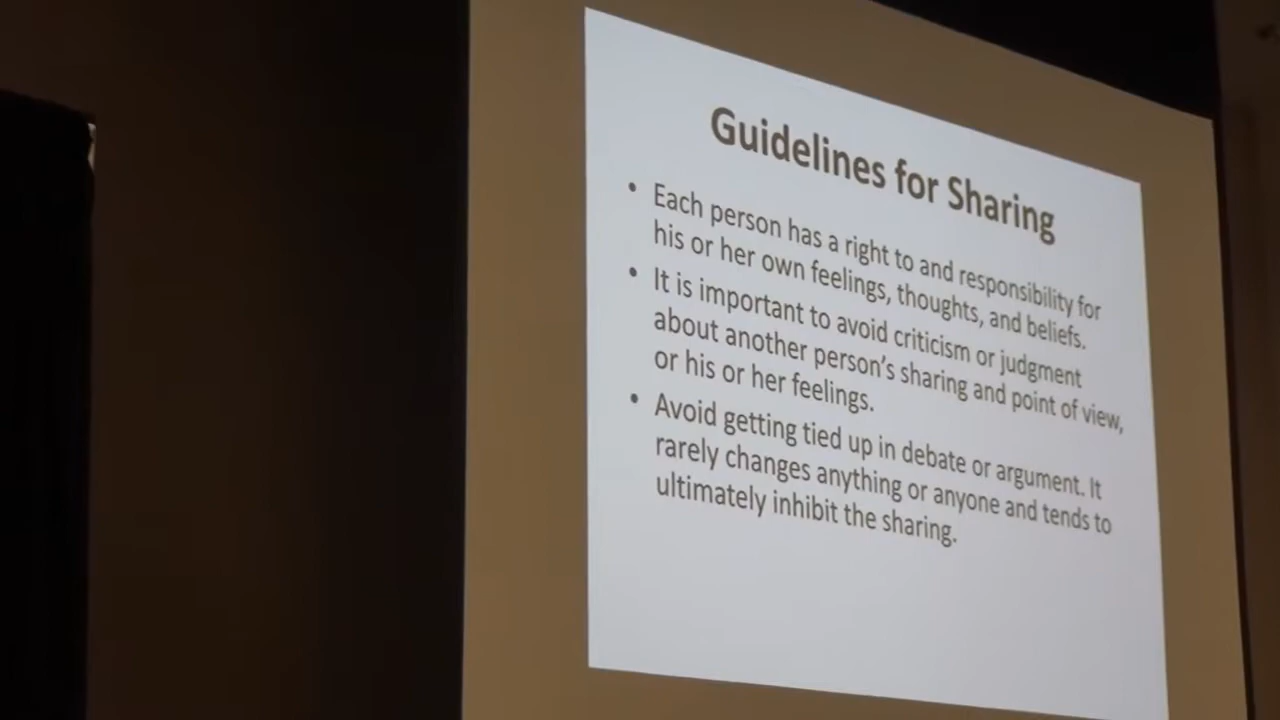 Guidelines for Sharing
• Each person has a right to and responsibility for
his or her own feelings, thoughts, and beliefs.
• It is important to avoid criticism or judgment
about another person's sharing and point of view,
or his or her feelings.
• Avoid getting tied up in debate or argument. It
rarely changes anything or anyone and tends to
ultimately inhibit the sharing.